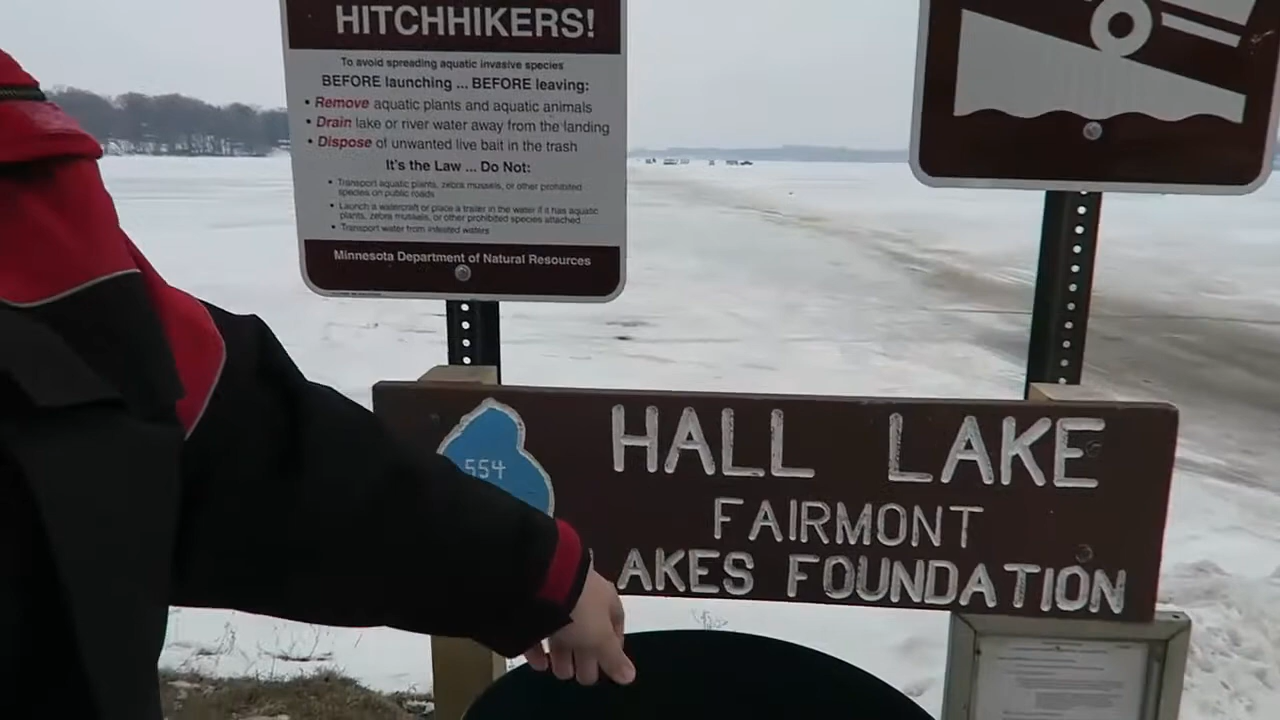 HITCHHIKERS!
To avoid spreading aquatic invasive species
BEFORE launching ... BEFORE leaving:
• Remove aquatic plants and aquatic animals
• Drain lake or river water away from the landing
• Dispose of unwanted live bait in the trash
It's the Law ... Do Not:
• Transport aquatic plants, zebra mussels, or other prohibited
species on public roads
• Launch a watercraft or place a trailer in the water if it has aquatic
plants, zebra mussels, or other prohibited species attached
• Transport water from infested waters
Minnesota Department of Natural Resources
554
HALL LAKE
FAIRMONT
AKES FOUNDATION